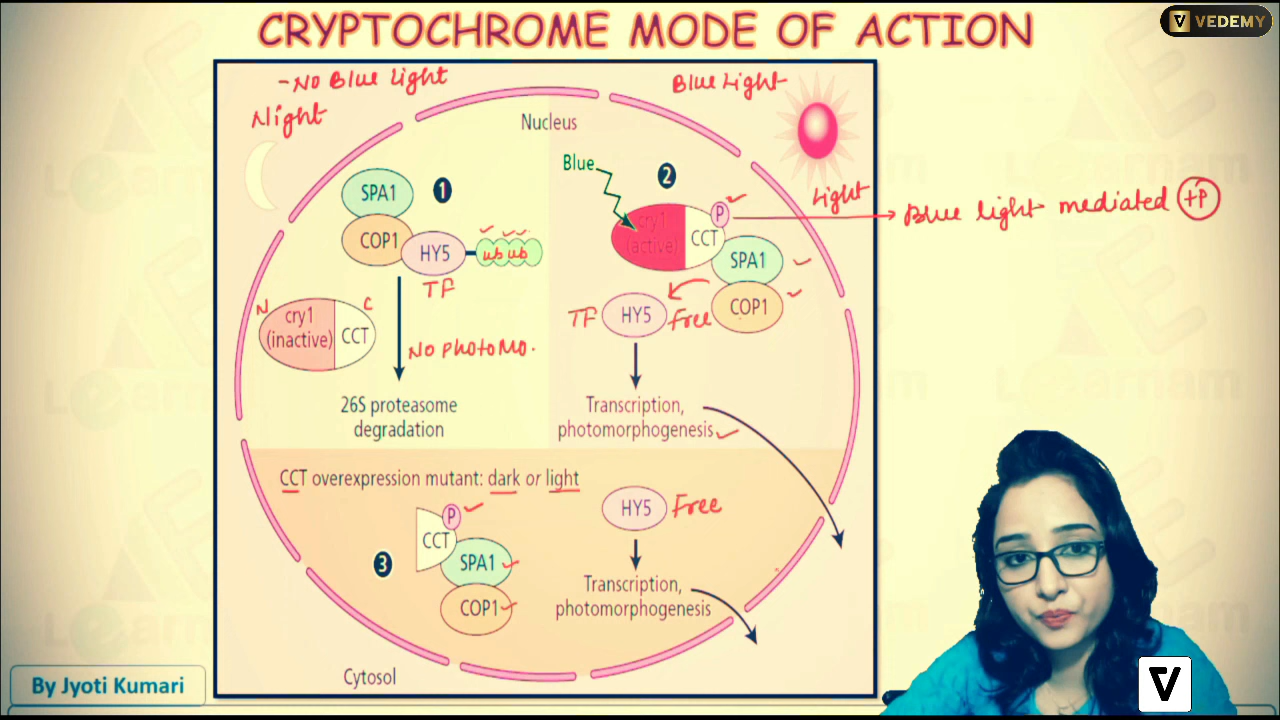 CRYPTOCHROME MODE OF ACTION
VEDEMY
- No Blue Light
Night
Blue Light
Nucleus
Blue
1
2
SPA1
COP1
HY5
ub ub
TF
N
C
cry1
(inactive)
CCT
No photoMo.
26S proteasome
degradation
Light
Blue light mediated +P
cry1
(active)
CCT
P
SPA1
COP1
TF
HY5
Free
Transcription,
photomorphogenesis
CCT overexpression mutant: dark or light
3
P
CCT
SPA1
COP1
HY5
Free
Transcription,
photomorphogenesis
Cytosol
By Jyoti Kumari